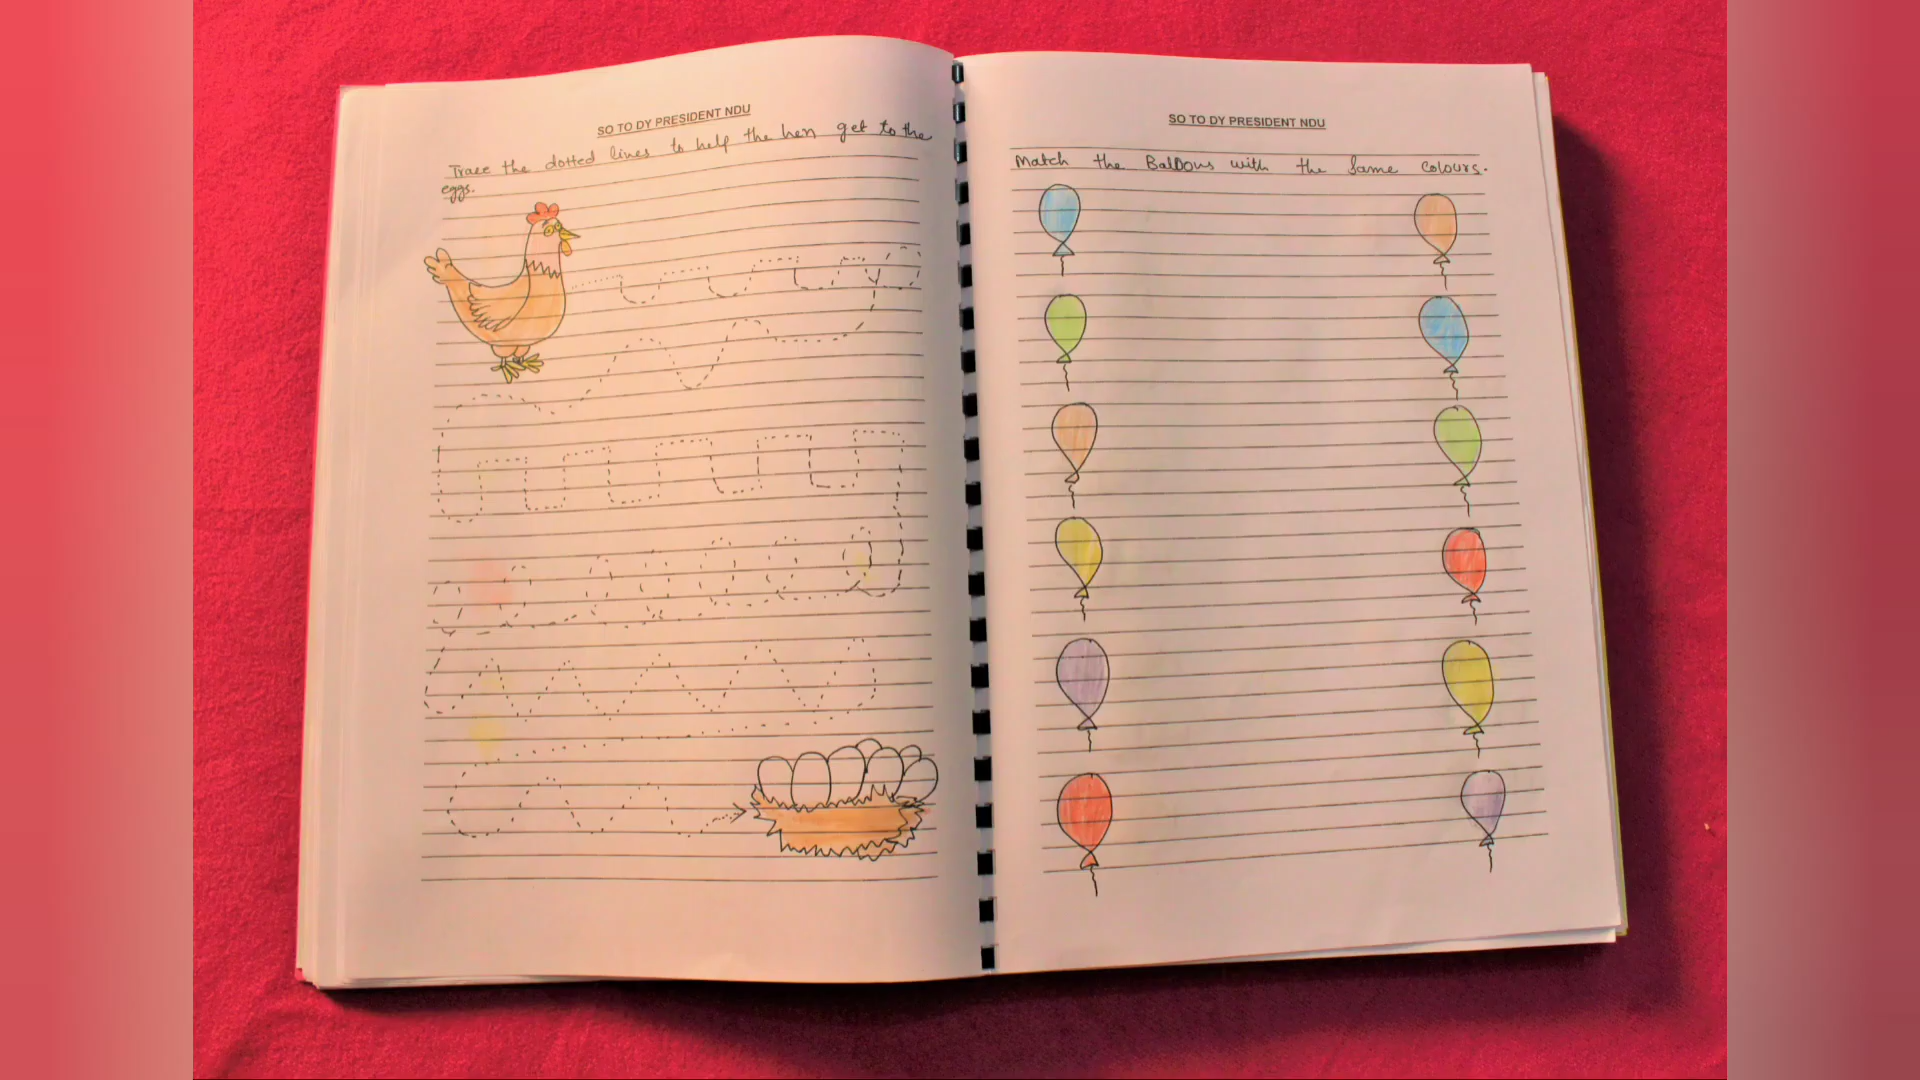 SO TO DY PRESIDENT NDU
Trace the dotted lines to help the hen get to the
eggs.
SO TO DY PRESIDENT NDU
Match the Balloons with the Same colours.